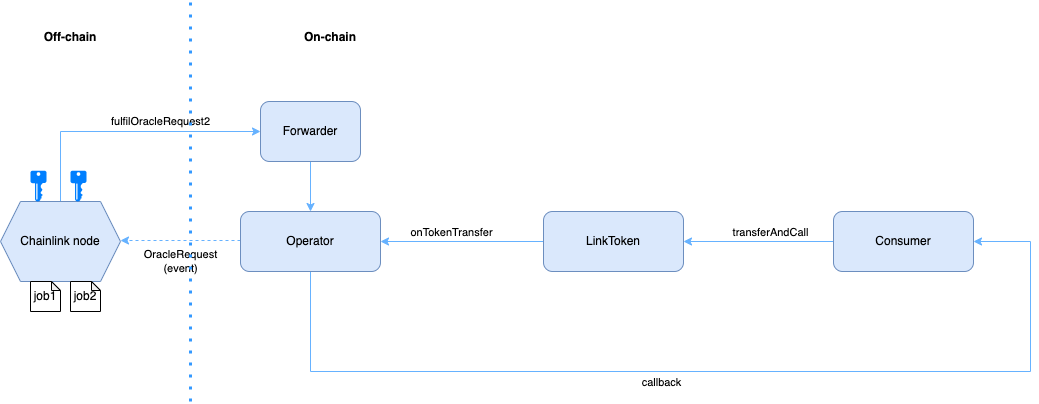 Off-chain
On-chain
fulfilOracleRequest2
Forwarder
Chainlink node
Operator
onTokenTransfer
LinkToken
transferAndCall
Consumer
OracleRequest
(event)
job1
job2
callback